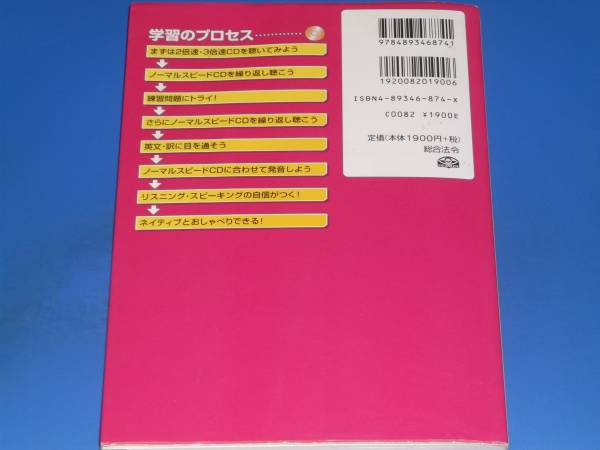 学習のプロセス…………
まずは2倍速・3倍速CDを聴いてみよう
ノーマルスピードCDを繰り返し聴こう
練習問題にトライ!
さらにノーマルスピードCDを繰り返し聴こう
英文・訳に目を通そう
ノーマルスピードCDに合わせて発音しよう
リスニング・スピーキングの自信がつく!
ネイティブとおしゃべりできる!
9784893468741
1920082019006
ISBN4-89346-874-X
C0082 ¥1900E
定価(本体1900円+税)
総合法令